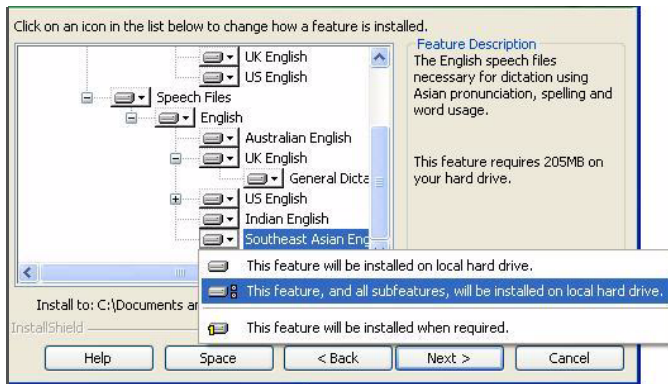 Click on an icon in the list below to change how a feature is installed.
UK English
US English
Speech Files
English
Australian English
UK English
General Dicta
US English
Indian English
Southeast Asian Eng
Feature Description
The English speech files
necessary for dictation using
Asian pronunciation, spelling and
word usage.
This feature requires 205MB on
your hard drive.
This feature will be installed on local hard drive.
This feature, and all subfeatures, will be installed on local hard drive.
This feature will be installed when required.
Install to: C:\Documents ar
InstallShield
Help
Space
< Back
Next >
Cancel